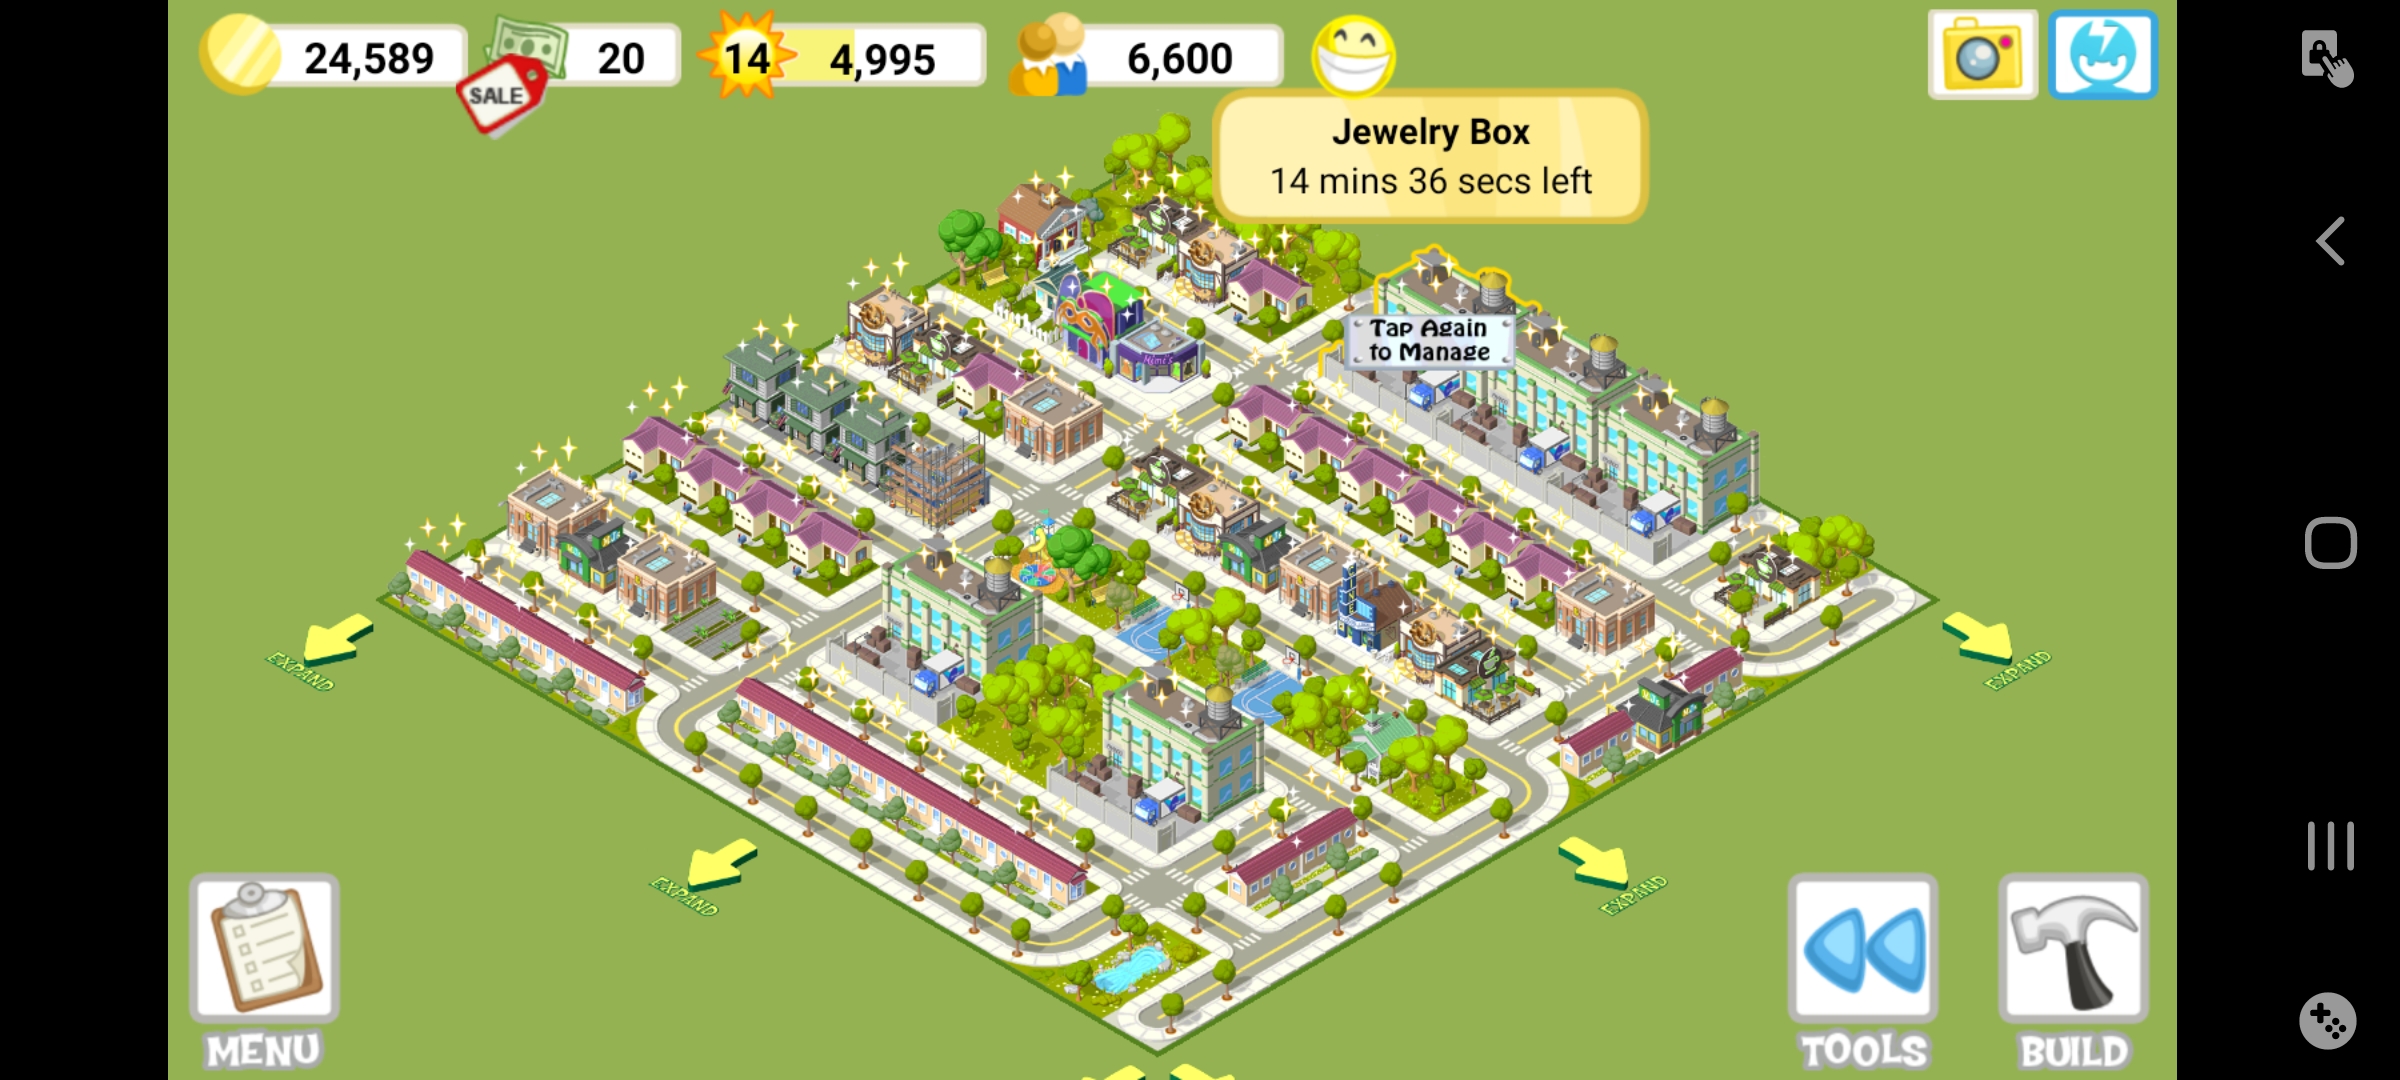 24,589
20
14
4,995
6,600
SALE
Jewelry Box
14 mins 36 secs left
Tap Again
to Manage
Mimi's
EXPAND
EXPAND
EXPAND
EXPAND
MENU
TOOLS
BUILD